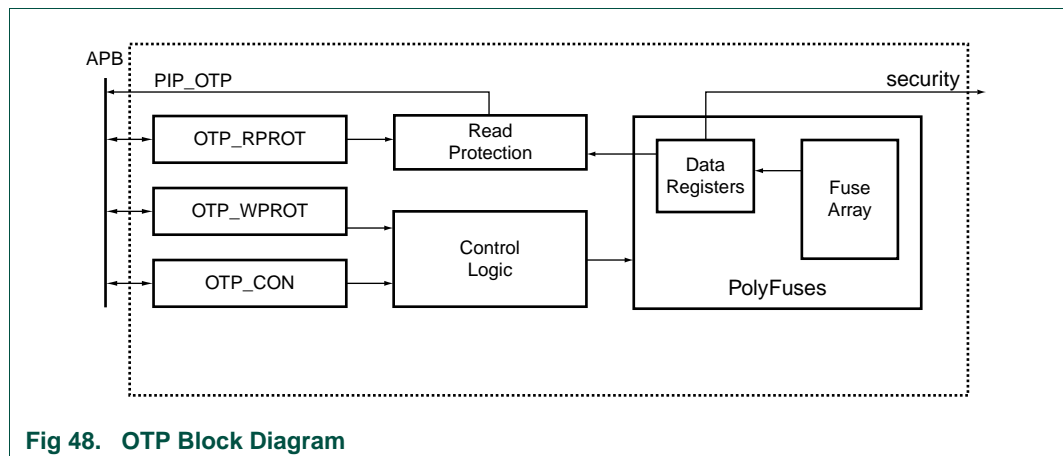 APB
PIP_OTP
security
OTP_RPROT
Read
Protection
Data
Registers
Fuse
Array
OTP_WPROT
Control
Logic
OTP_CON
PolyFuses
Fig 48. OTP Block Diagram